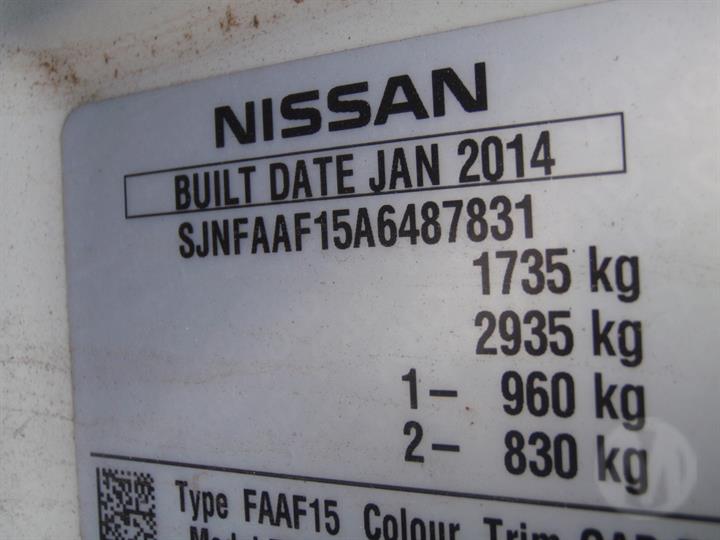 NISSAN
BUILT DATE JAN 2014
SJNFAAF15A6487831
1735 kg
2935 kg
1- 960 kg
2- 830 kg
Type FAAF15 Colour, Trim